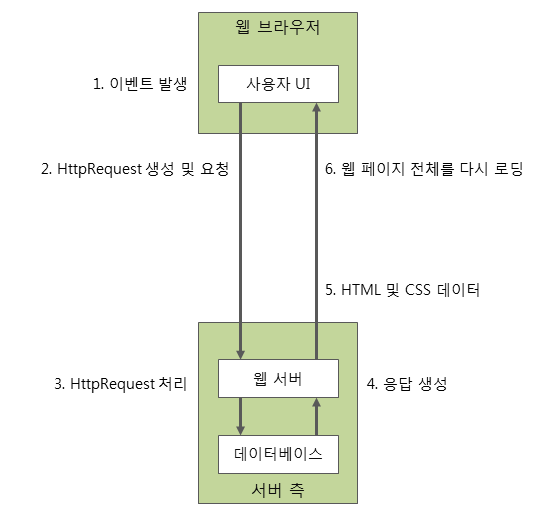 웹 브라우저
1. 이벤트 발생
사용자 UI
2. HttpRequest 생성 및 요청
6. 웹 페이지 전체를 다시 로딩
5. HTML 및 CSS 데이터
3. HttpRequest 처리
웹 서버
4. 응답 생성
데이터베이스
서버 측